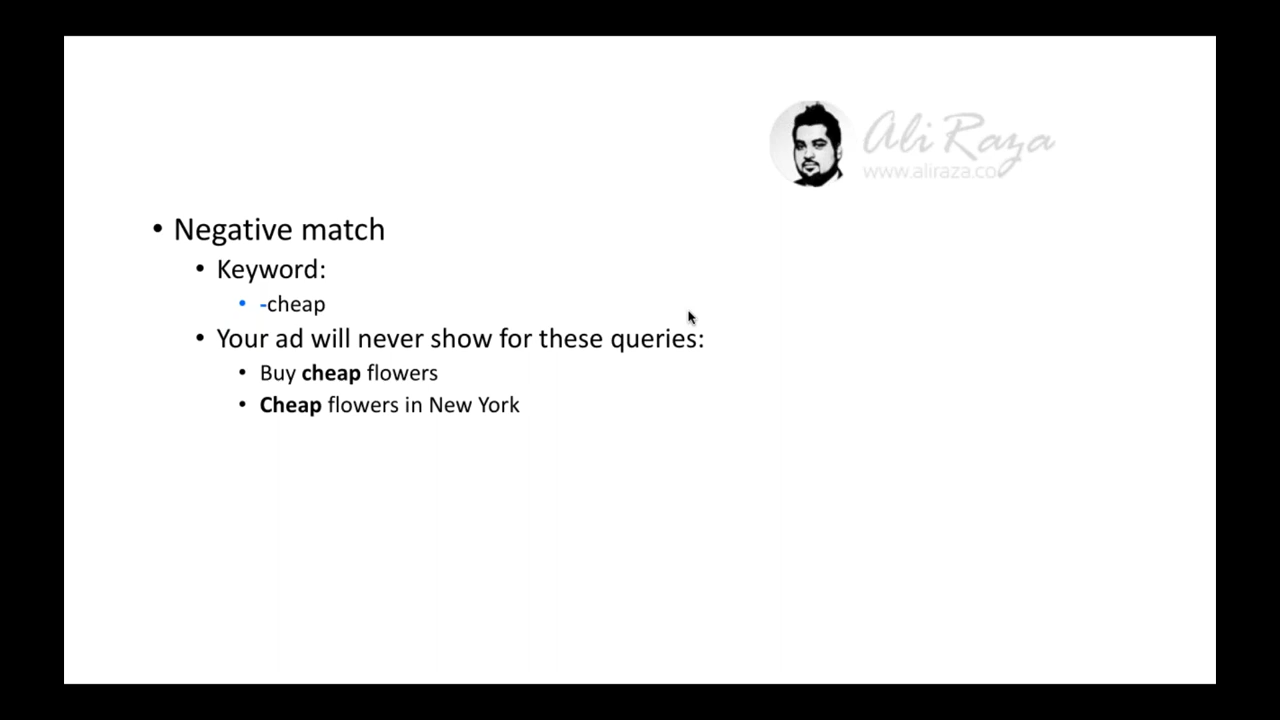 Ali Raza
www.aliraza.co
• Negative match
• Keyword:
• -cheap
• Your ad will never show for these queries:
• Buy cheap flowers
• Cheap flowers in New York